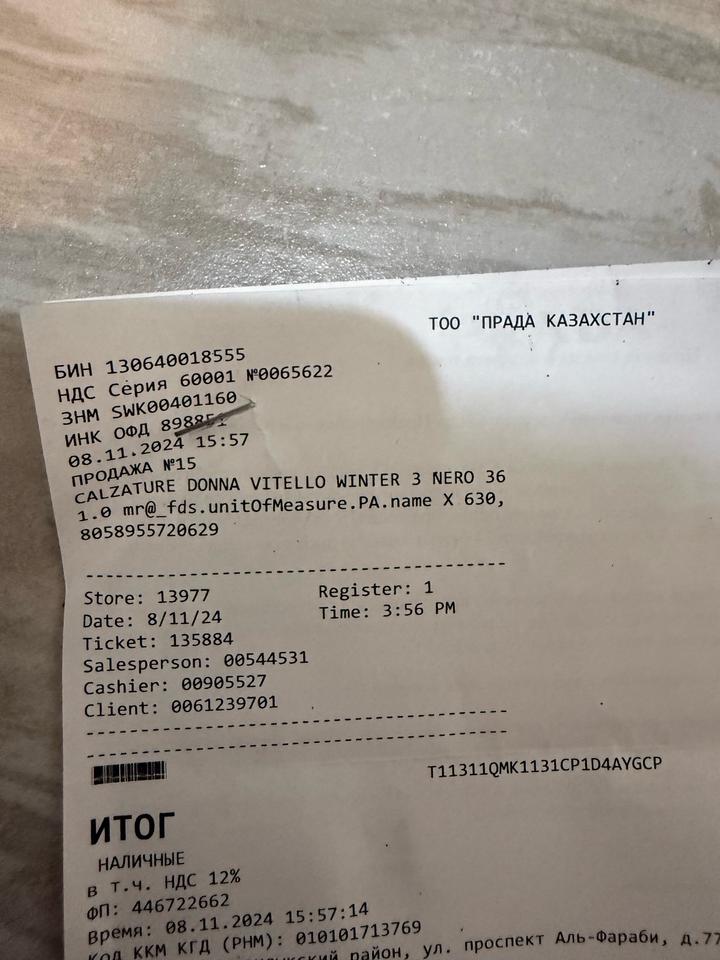 ТОО "ПРАДА КАЗАХСТАН"
БИН 130640018555
НДС Серия 60001 №0065622
ЗНМ SWK00401160
ИНК ОФД
08.11.2024 15:57
ПРОДАЖА №15
CALZATURE DONNA VITELLO WINTER 3 NERO 36
1.0 mr@_fds.unitOfMeasure.PA.name X 630,
8058955720629
Store: 13977 Register: 1
Date: 8/11/24 Time: 3:56 PM
Ticket: 135884
Salesperson: 00544531
Cashier: 00905527
Client: 0061239701
T11311QMK1131CP1D4AYGCP
ИТОГ
НАЛИЧНЫЕ
в т.ч. НДС 12%
ФП: 446722662
Время: 08.11.2024 15:57:14
Код ККМ КГД (РНМ): 010101713769
район, ул. проспект Аль-Фараби, д.77